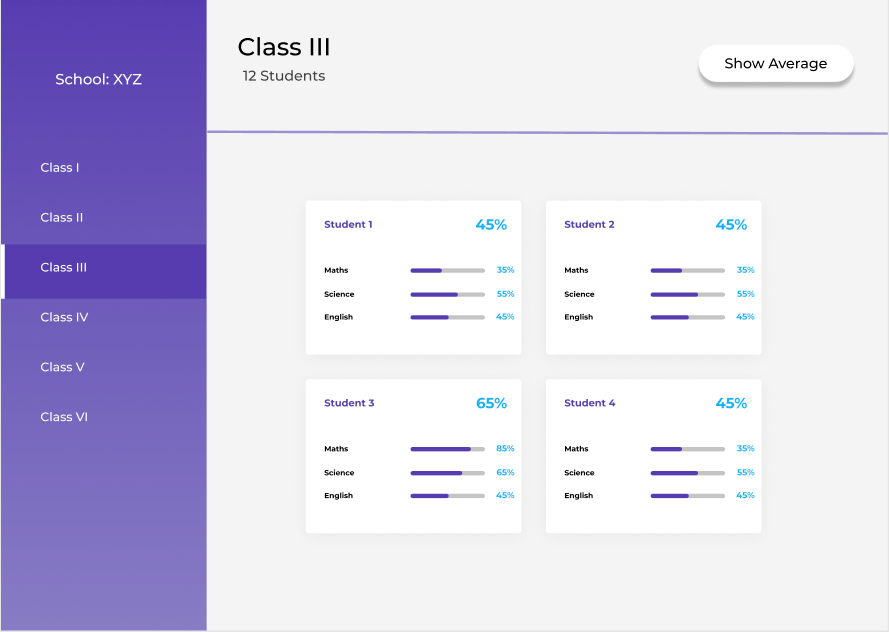 School: XYZ
Class I
Class II
Class III
Class IV
Class V
Class VI
Class III
12 Students
Show Average
Student 1 45%
Maths 35%
Science 55%
English 45%
Student 2 45%
Maths 35%
Science 55%
English 45%
Student 3 65%
Maths 85%
Science 65%
English 45%
Student 4 45%
Maths 35%
Science 55%
English 45%